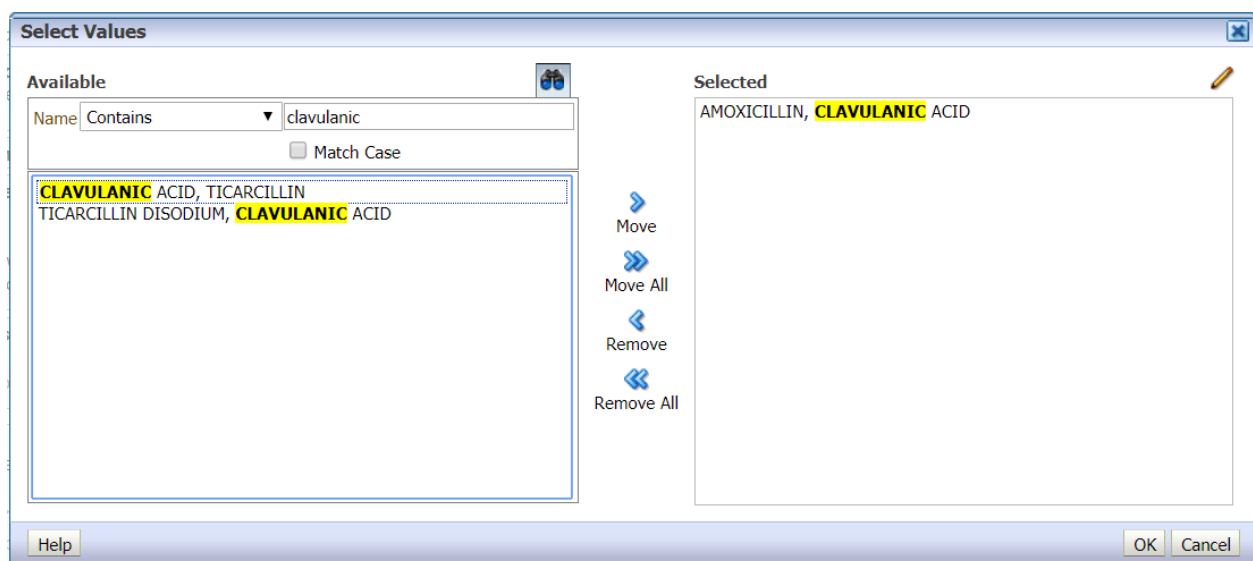 Select Values
Available
Name Contains clavulanic
Match Case
CLAVULANIC ACID, TICARCILLIN
TICARCILLIN DISODIUM, CLAVULANIC ACID
Move
Move All
Remove
Remove All
Selected
AMOXICILLIN, CLAVULANIC ACID
Help
OK Cancel